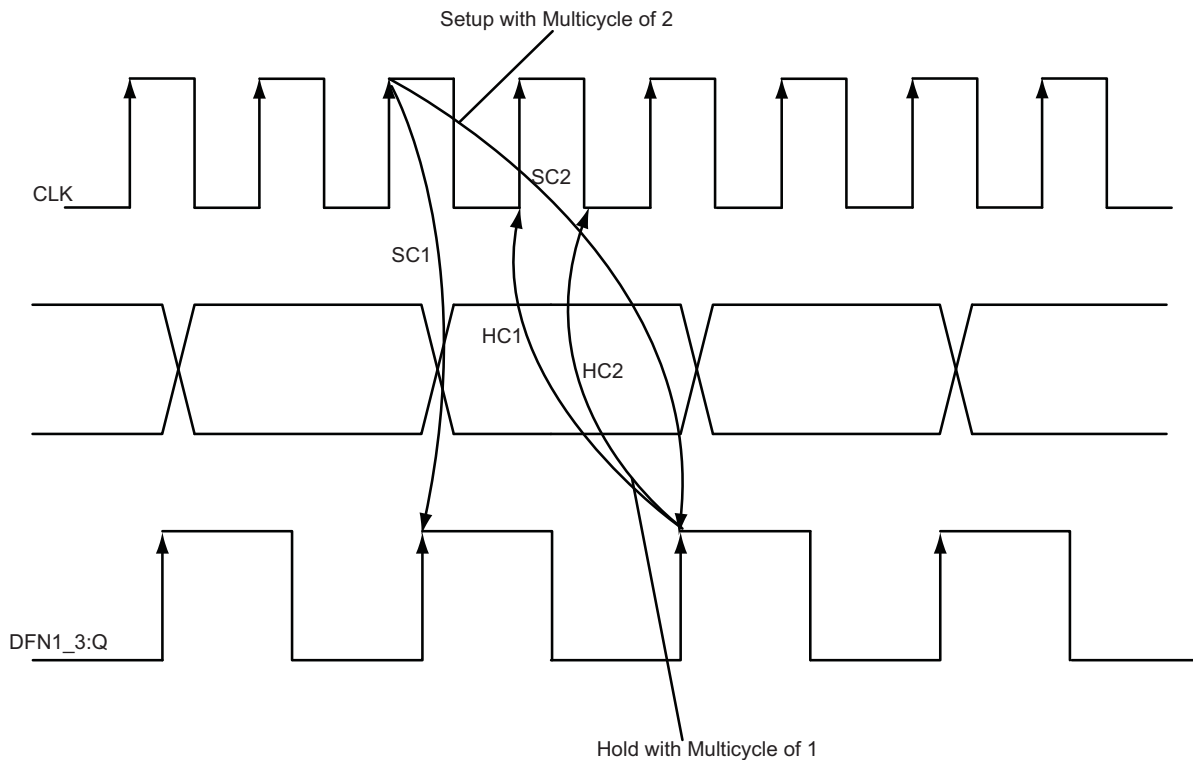 Setup with Multicycle of 2
CLK
SC2
SC1
HC1
HC2
DFN1_3:Q
Hold with Multicycle of 1